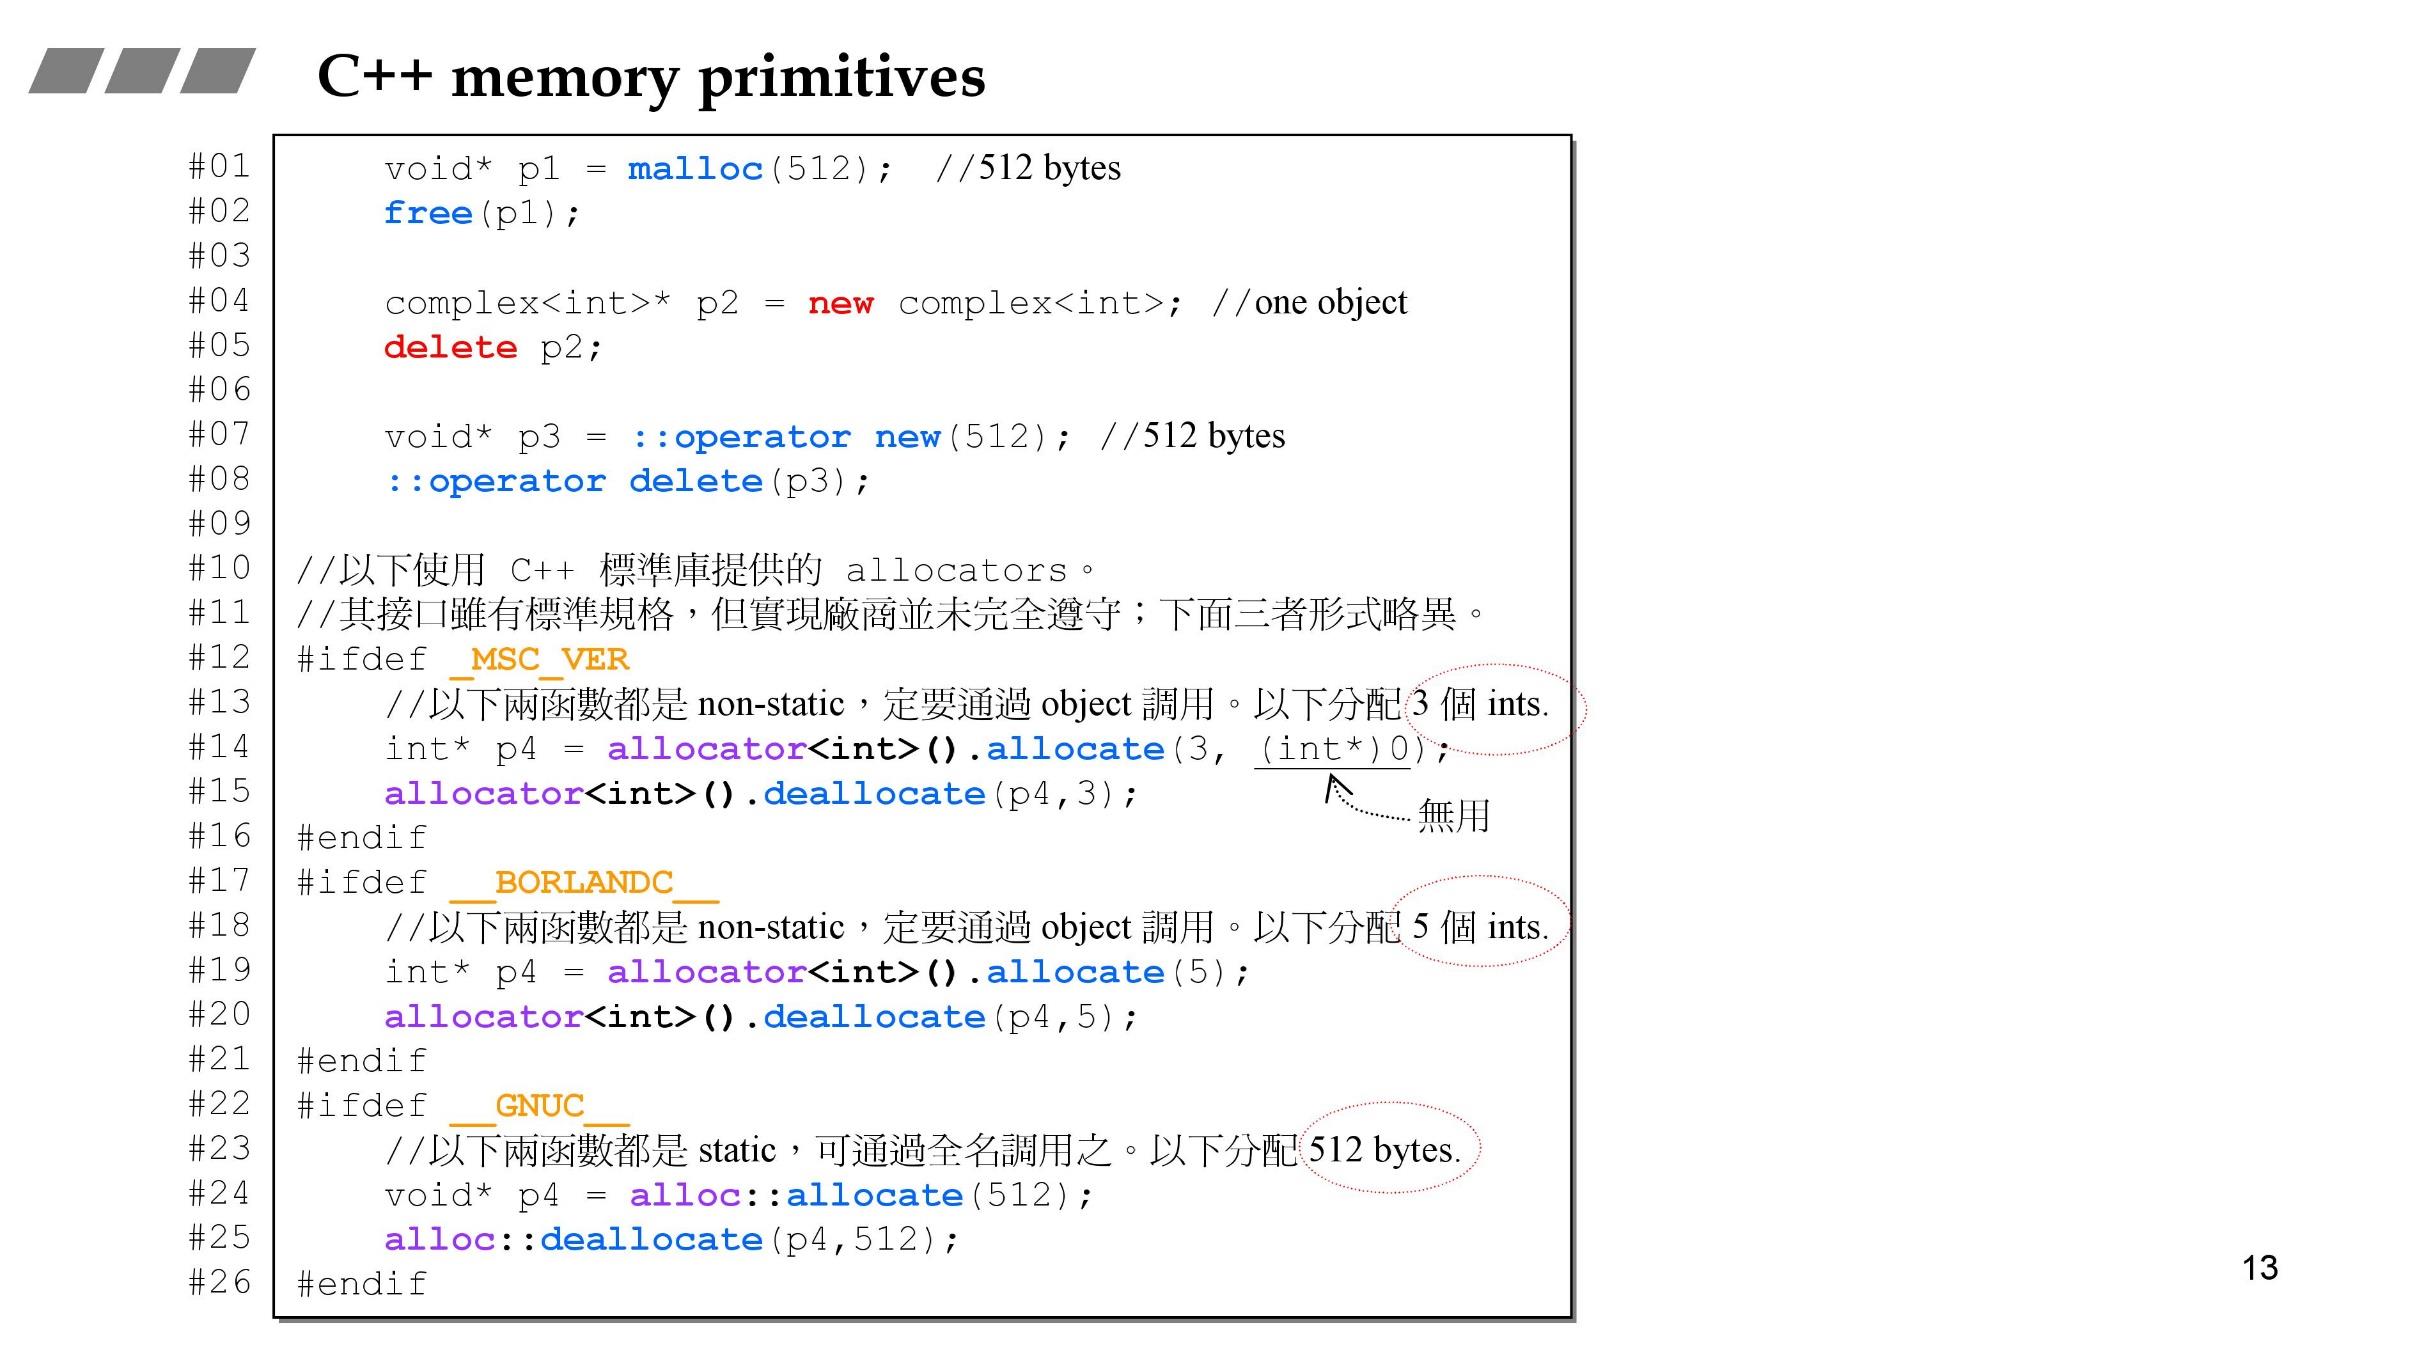 C++ memory primitives
#01 void* p1 = malloc(512); //512 bytes
#02 free(p1);
#03
#04 complex<int>* p2 = new complex<int>; //one object
#05 delete p2;
#06
#07 void* p3 = ::operator new(512); //512 bytes
#08 ::operator delete(p3);
#09
#10 //以下使用 C++ 標準庫提供的 allocators。
#11 //其接口雖有標準規格，但實現廠商並未完全遵守；下面三者形式略異。
#12 #ifdef _MSC_VER
#13 //以下兩函數都是 non-static，定要通過 object 調用。以下分配 3 個 ints.
#14 int* p4 = allocator<int>().allocate(3, (int*)0);
#15 allocator<int>().deallocate(p4,3);
無用
#16 #endif
#17 #ifdef __BORLANDC__
#18 //以下兩函數都是 non-static，定要通過 object 調用。以下分配 5 個 ints.
#19 int* p4 = allocator<int>().allocate(5);
#20 allocator<int>().deallocate(p4,5);
#21 #endif
#22 #ifdef __GNUC__
#23 //以下兩函數都是 static，可通過全名調用之。以下分配 512 bytes.
#24 void* p4 = alloc::allocate(512);
#25 alloc::deallocate(p4,512);
#26 #endif
13